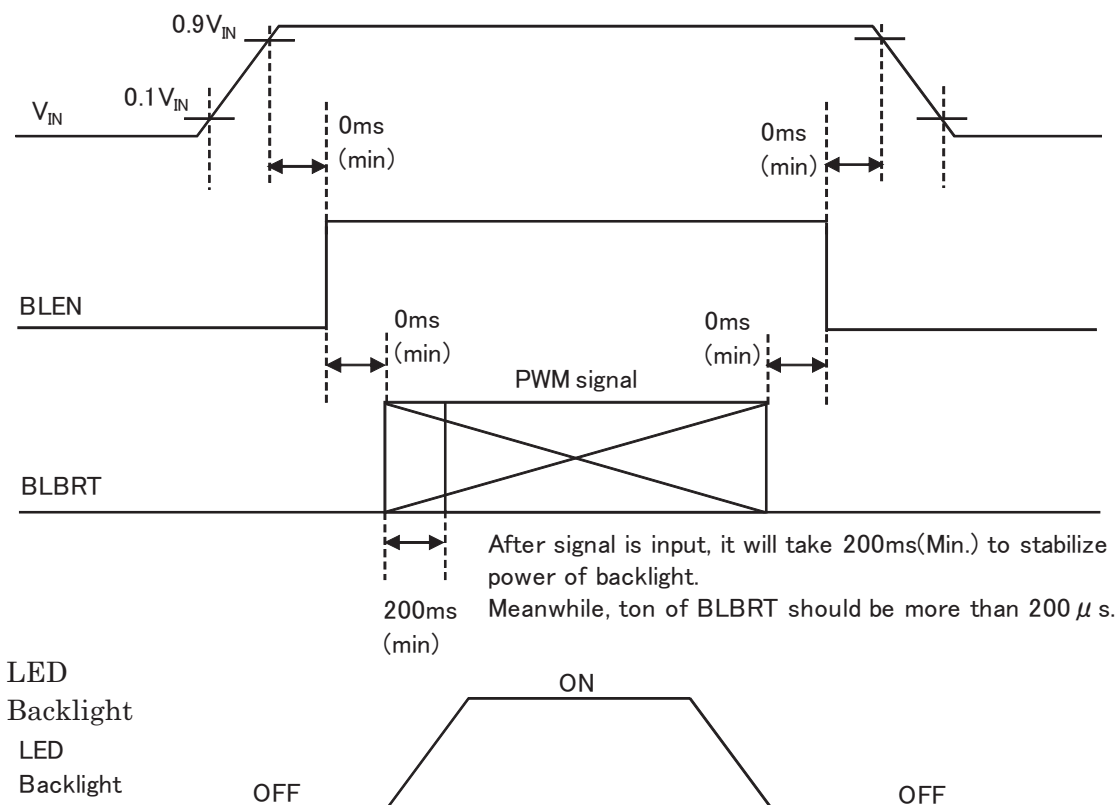 0.9V_IN
0.1V_IN
V_IN
0ms
(min)
0ms
(min)
BLEN
0ms
(min)
0ms
(min)
PWM signal
BLBRT
After signal is input, it will take 200ms(Min.) to stabilize
power of backlight.
200ms
(min)
Meanwhile, ton of BLBRT should be more than 200μs.
LED
Backlight
ON
LED
Backlight
OFF
OFF